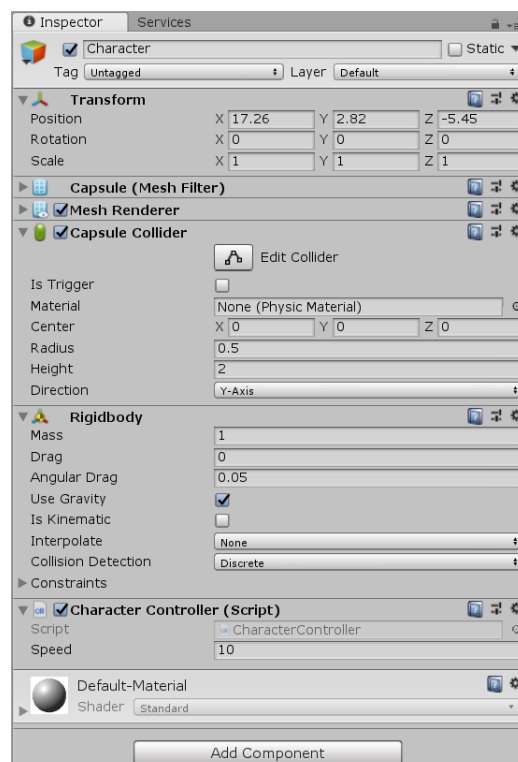 Inspector Services
Character Static
Tag Untagged Layer Default
Transform
Position X 17.26 Y 2.82 Z -5.45
Rotation X 0 Y 0 Z 0
Scale X 1 Y 1 Z 1
Capsule (Mesh Filter)
Mesh Renderer
Capsule Collider
Edit Collider
Is Trigger
Material None (Physic Material)
Center X 0 Y 0 Z 0
Radius 0.5
Height 2
Direction Y-Axis
Rigidbody
Mass 1
Drag 0
Angular Drag 0.05
Use Gravity
Is Kinematic
Interpolate None
Collision Detection Discrete
Constraints
Character Controller (Script)
Script CharacterController
Speed 10
Default-Material
Shader Standard
Add Component